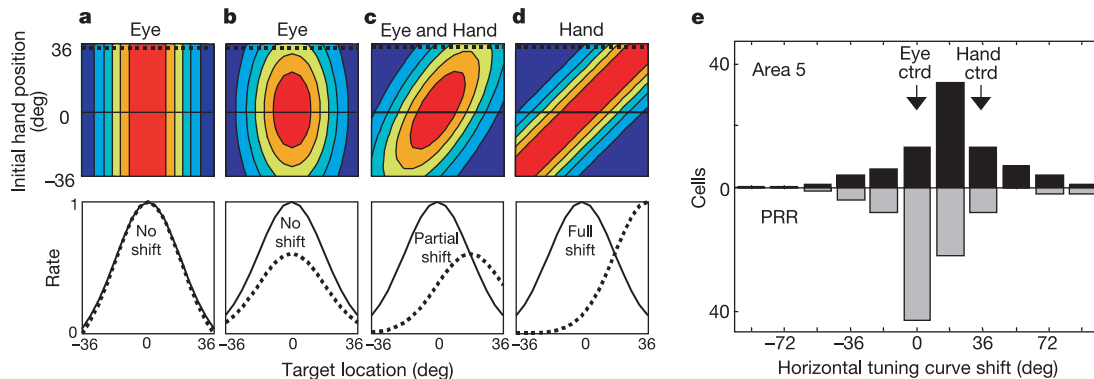 a Eye
b Eye
c Eye and Hand
d Hand
Initial hand position
(deg)
36
0
−36
Rate
1
0
No
shift
No
shift
Partial
shift
Full
shift
−36 0 36
−36 0 36
−36 0 36
−36 0 36
Target location (deg)
e
Area 5
Eye
ctrd
Hand
ctrd
PRR
Cells
40
0
40
−72 −36 0 36 72
Horizontal tuning curve shift (deg)